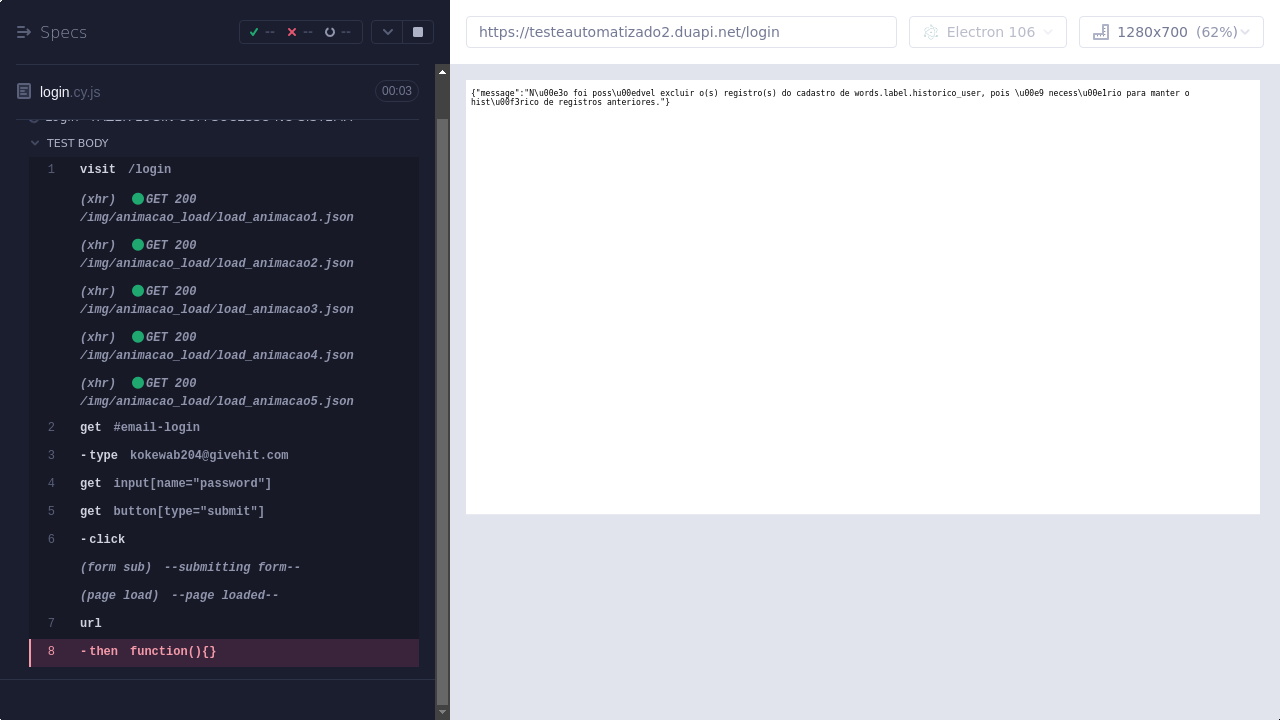 Specs
-- -- --
login.cy.js
00:03
TEST BODY
1 visit /login
(xhr) GET 200
/img/animacao_load/load_animacao1.json
(xhr) GET 200
/img/animacao_load/load_animacao2.json
(xhr) GET 200
/img/animacao_load/load_animacao3.json
(xhr) GET 200
/img/animacao_load/load_animacao4.json
(xhr) GET 200
/img/animacao_load/load_animacao5.json
2 get #email-login
3 -type kokewab204@givehit.com
4 get input[name="password"]
5 get button[type="submit"]
6 -click
(form sub) --submitting form--
(page load) --page loaded--
7 url
8 -then function(){}
https://testeautomatizado2.duapi.net/login
Electron 106
1280x700 (62%)
{"message":"N\u00e3o foi poss\u00edvel excluir o(s) registro(s) do cadastro de words.label.historico_user, pois \u00e9 necess\u00e1rio para manter o
hist\u00f3rico de registros anteriores."}